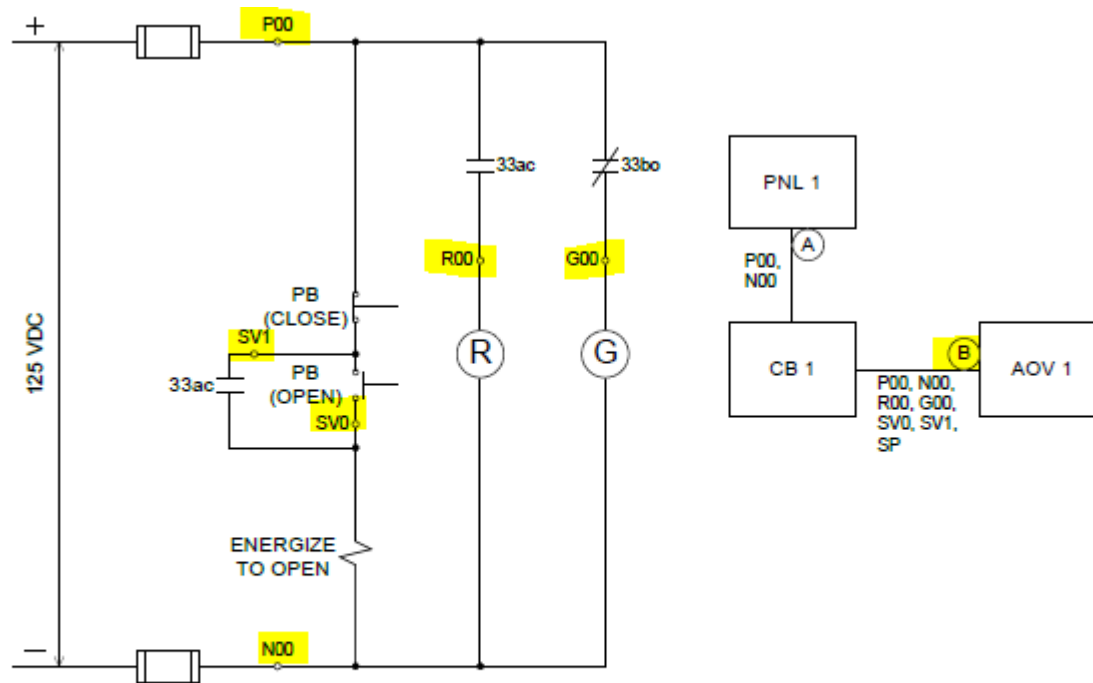 +
P00
33ac
33bo
R00
G00
PB
(CLOSE)
SV1
33ac
PB
(OPEN)
SV0
R
G
125 VDC
ENERGIZE
TO OPEN
N00
−
PNL 1
A
P00,
N00
CB 1
B
AOV 1
P00, N00,
R00, G00,
SV0, SV1,
SP